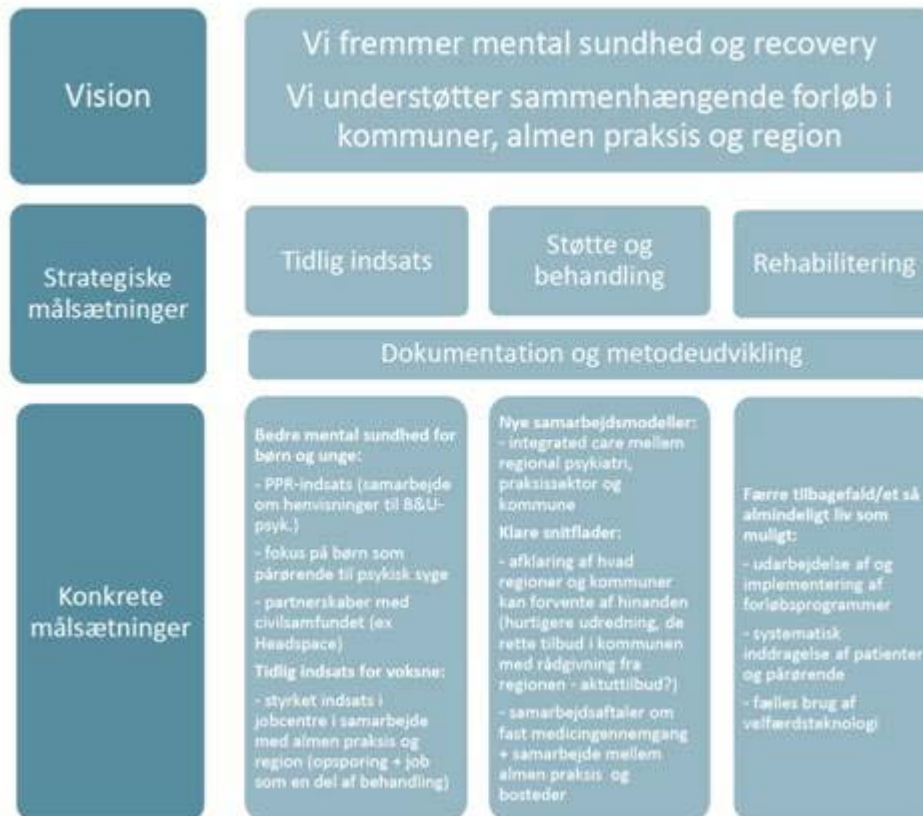 Vision
Vi fremmer mental sundhed og recovery
Vi understøtter sammenhængende forløb i
kommuner, almen praksis og region
Strategiske
målsætninger
Tidlig indsats
Støtte og
behandling
Rehabilitering
Dokumentation og metodeudvikling
Konkrete
målsætninger
Bedre mental sundhed for
børn og unge:
- PPR-indsats (samarbejde
om henvisninger til B&U-
psyk.)
- fokus på børn som
pårørende til psykisk syge
- partnerskaber med
civilsamfundet (ex
Headspace)
Tidlig indsats for voksne:
- styrket indsats i
jobcentre i samarbejde
med almen praksis og
region (opsporing + job
som en del af behandling)
Nye samarbejdsmodeller:
- integrated care mellem
regional psykiatri,
praksissektor og
kommune
Klare snitflader:
- afklaring af hvad
regioner og kommuner
kan forvente af hinanden
(hurtigere udredning, de
rette tilbud i kommunen
med rådgivning fra
regionen - aktuttilbud?)
- samarbejdsaftaler om
fast medicingennemgang
+ samarbejde mellem
almen praksis og
bosteder
Færre tilbagefald/et så
almindeligt liv som
muligt:
- udarbejdelse af og
implementering af
forløbsprogrammer
- systematisk
inddragelse af patienter
og pårørende
- fælles brug af
velfærdsteknologi